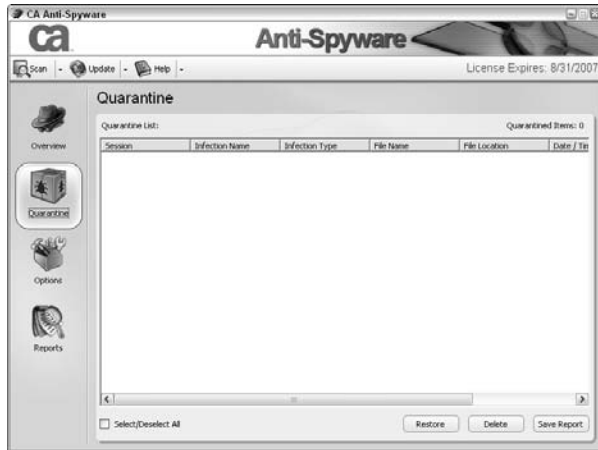 CA Anti-Spyware
ca
Anti-Spyware
Scan
Update
Help
License Expires: 8/31/2007
Quarantine
Quarantine List:
Quarantined Items: 0
Session Infection Name Infection Type File Name File Location Date / Tim
Overview
Quarantine
Options
Reports
Select/Deselect All
Restore
Delete
Save Report